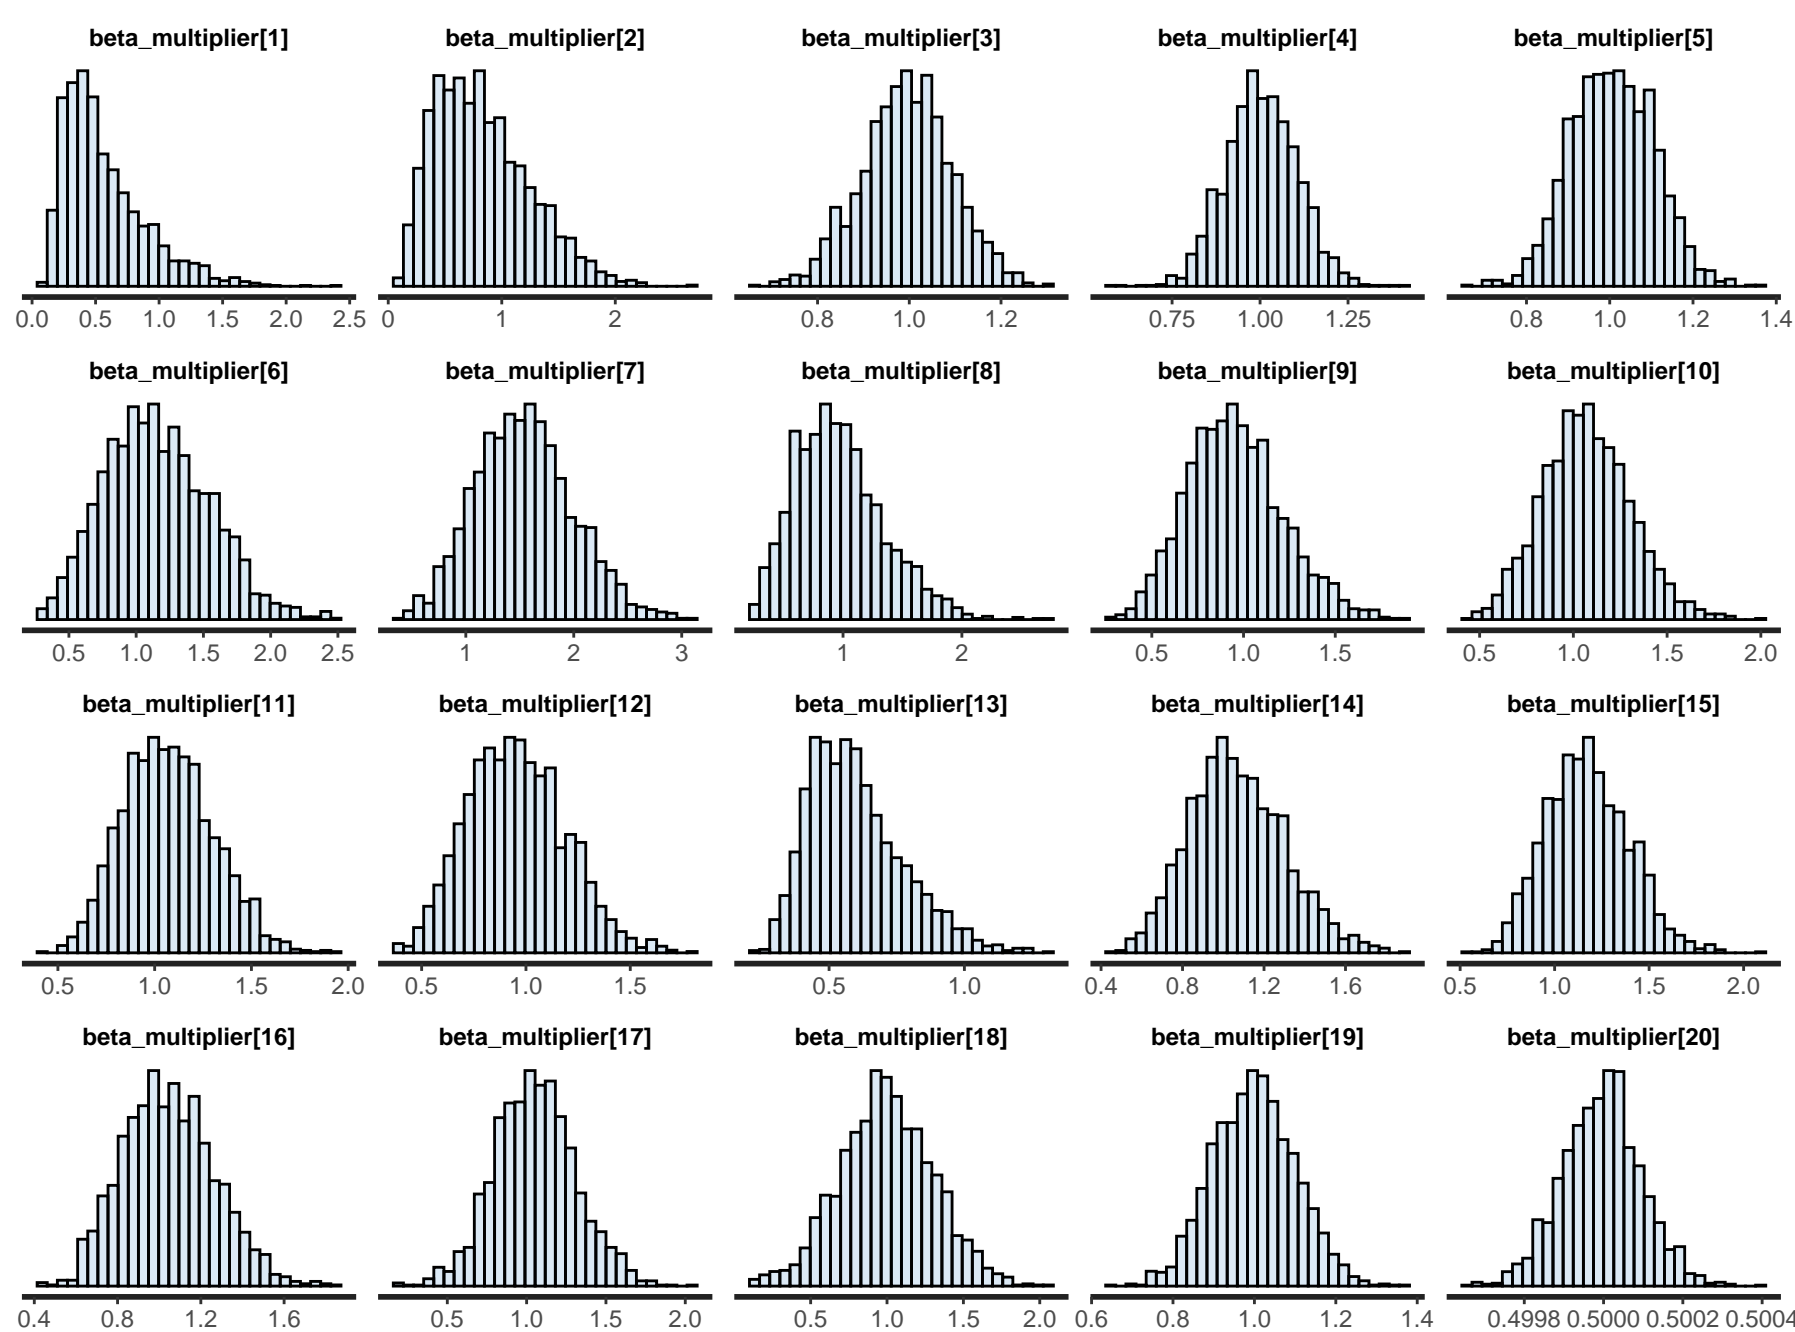 beta_multiplier[1] beta_multiplier[2] beta_multiplier[3] beta_multiplier[4] beta_multiplier[5]
0.0 0.5 1.0 1.5 2.0 2.5 0 1 2 0.8 1.0 1.2 0.75 1.00 1.25 0.8 1.0 1.2 1.4
beta_multiplier[6] beta_multiplier[7] beta_multiplier[8] beta_multiplier[9] beta_multiplier[10]
0.5 1.0 1.5 2.0 2.5 1 2 3 1 2 0.5 1.0 1.5 0.5 1.0 1.5 2.0
beta_multiplier[11] beta_multiplier[12] beta_multiplier[13] beta_multiplier[14] beta_multiplier[15]
0.5 1.0 1.5 2.0 0.5 1.0 1.5 0.5 1.0 0.4 0.8 1.2 1.6 0.5 1.0 1.5 2.0
beta_multiplier[16] beta_multiplier[17] beta_multiplier[18] beta_multiplier[19] beta_multiplier[20]
0.4 0.8 1.2 1.6 0.5 1.0 1.5 2.0 0.5 1.0 1.5 2.0 0.6 0.8 1.0 1.2 1.4 0.4998 0.5000 0.5002 0.5004